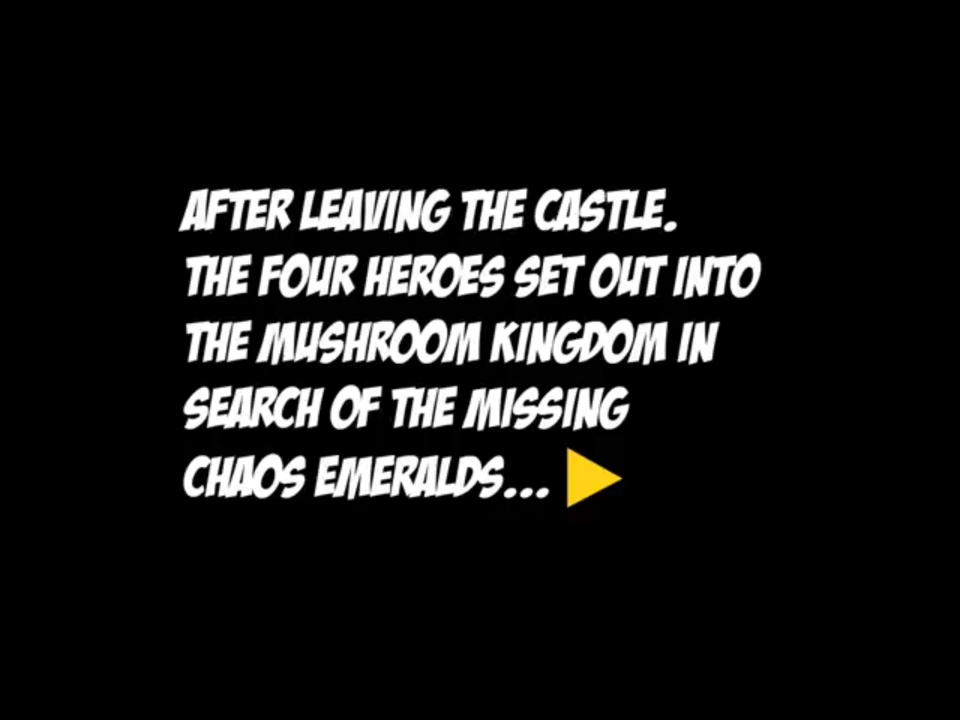 AFTER LEAVING THE CASTLE.
THE FOUR HEROES SET OUT INTO
THE MUSHROOM KINGDOM IN
SEARCH OF THE MISSING
CHAOS EMERALDS...